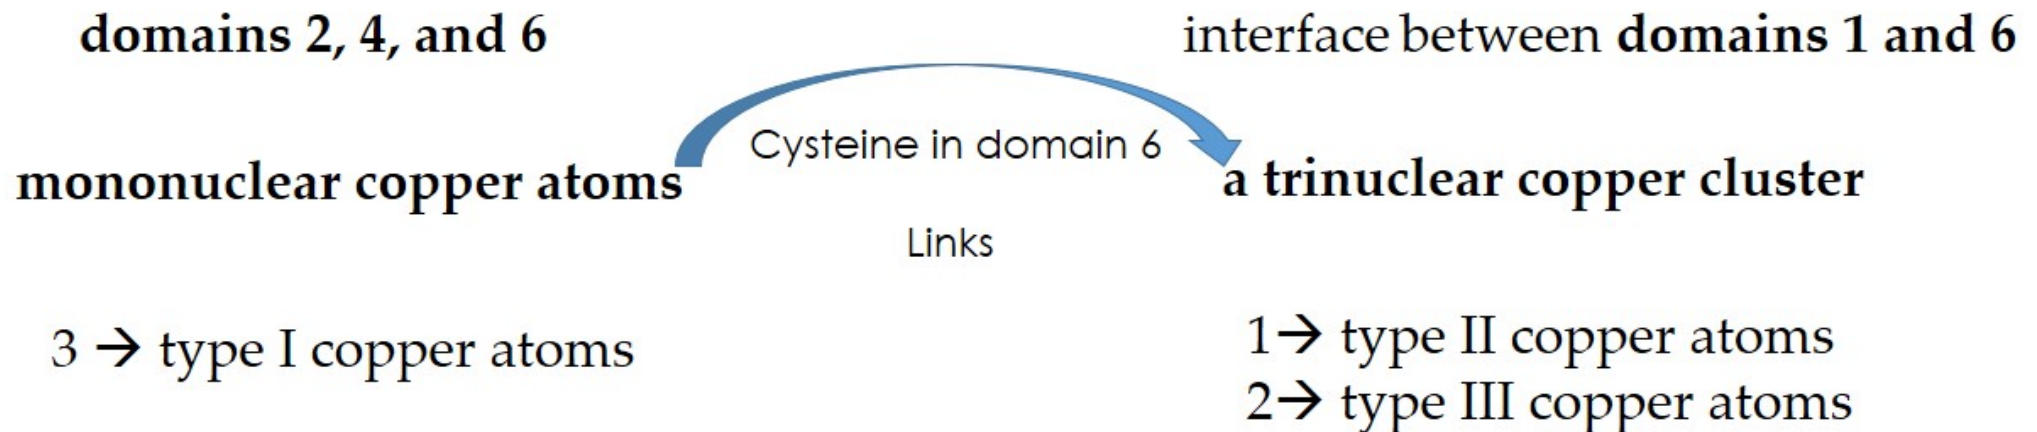 domains 2, 4, and 6
interface between domains 1 and 6
Cysteine in domain 6
mononuclear copper atoms
a trinuclear copper cluster
Links
3 → type I copper atoms
1→ type II copper atoms
2→ type III copper atoms